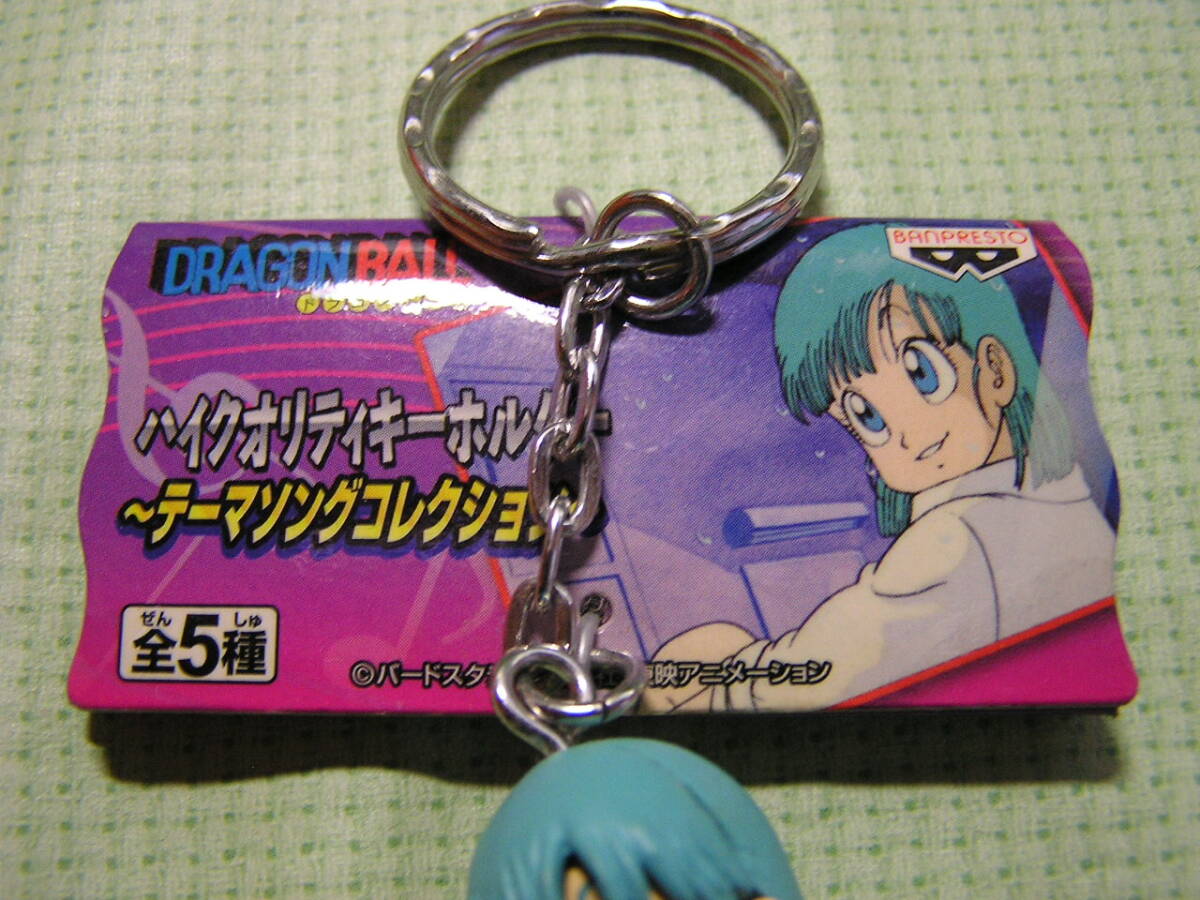 DRAGON BALL
BANPRESTO
ハイクオリティキーホルダー
~テーマソングコレクション
ぜん しゅ
全5種
©バードスタジ 映アニメーション